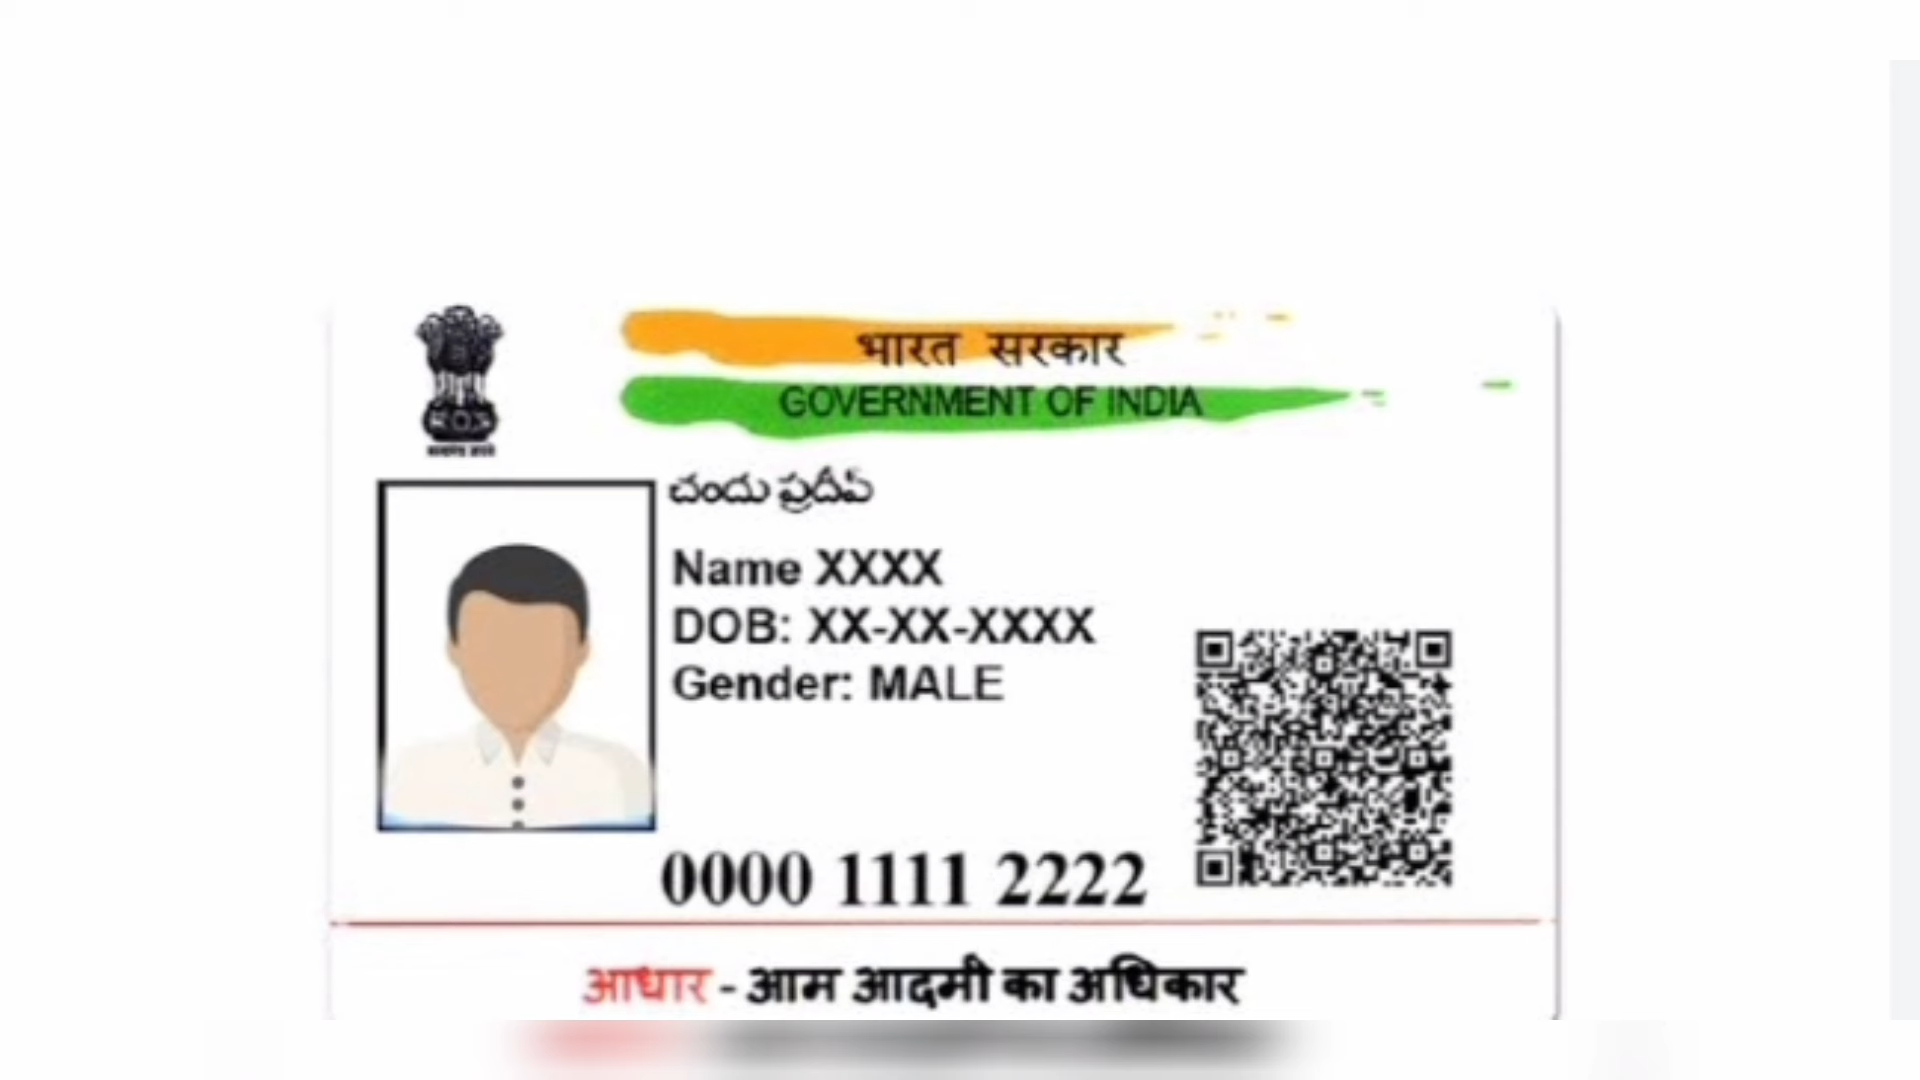 भारत सरकार
GOVERNMENT OF INDIA
చందు ప్రదీప్
Name XXXX
DOB: XX-XX-XXXX
Gender: MALE
0000 1111 2222
आधार - आम आदमी का अधिकार